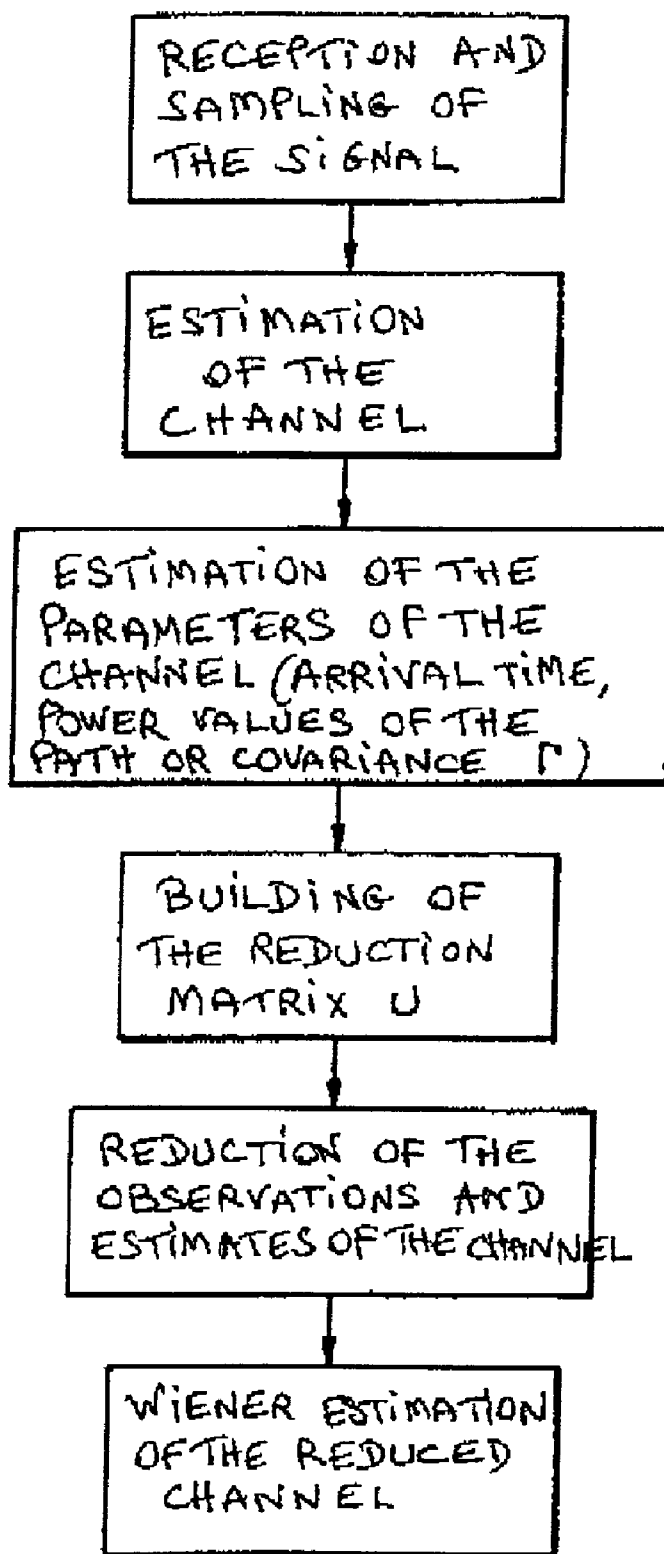 RECEPTION AND
SAMPLING OF
THE SIGNAL
ESTIMATION
OF THE
CHANNEL
ESTIMATION OF THE
PARAMETERS OF THE
CHANNEL (ARRIVAL TIME,
POWER VALUES OF THE
PATH OR COVARIANCE Γ)
BUILDING OF
THE REDUCTION
MATRIX U
REDUCTION OF THE
OBSERVATIONS AND
ESTIMATES OF THE CHANNEL
WIENER ESTIMATION
OF THE REDUCED
CHANNEL